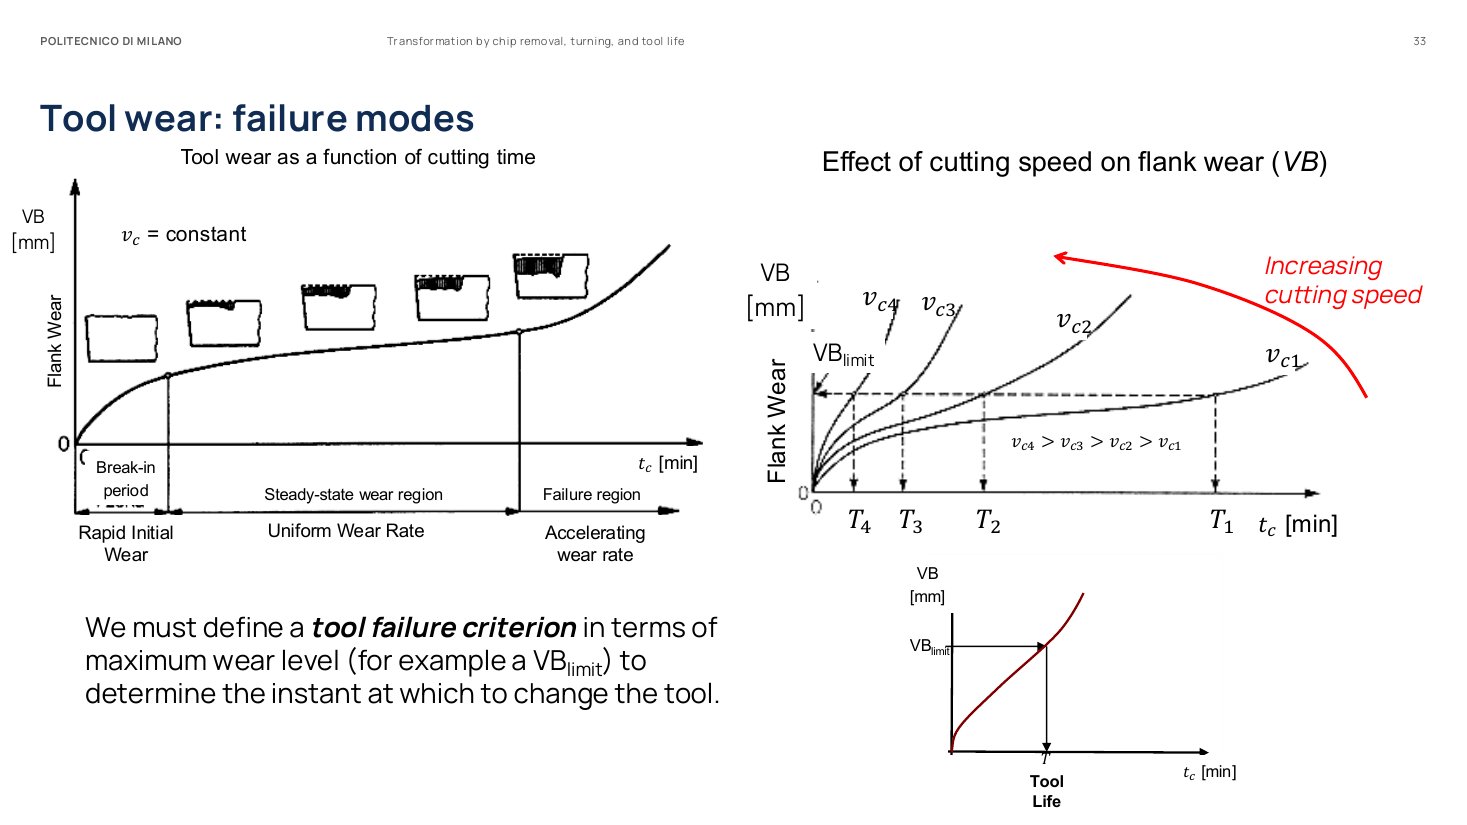 POLITECNICO DI MILANO
Transformation by chip removal, turning, and tool life
33
Tool wear: failure modes
Tool wear as a function of cutting time
VB
[mm]
v_c = constant
Flank Wear
0
t_c [min]
Break-in
period
Steady-state wear region
Failure region
Rapid Initial
Wear
Uniform Wear Rate
Accelerating
wear rate
We must define a tool failure criterion in terms of
maximum wear level (for example a VB_limit) to
determine the instant at which to change the tool.
Effect of cutting speed on flank wear (VB)
Increasing
cutting speed
VB
[mm]
v_c4
v_c3
v_c2
v_c1
VB_limit
Flank Wear
v_c4 > v_c3 > v_c2 > v_c1
0
0
T_4
T_3
T_2
T_1
t_c [min]
VB
[mm]
VB_limit
T
t_c [min]
Tool
Life